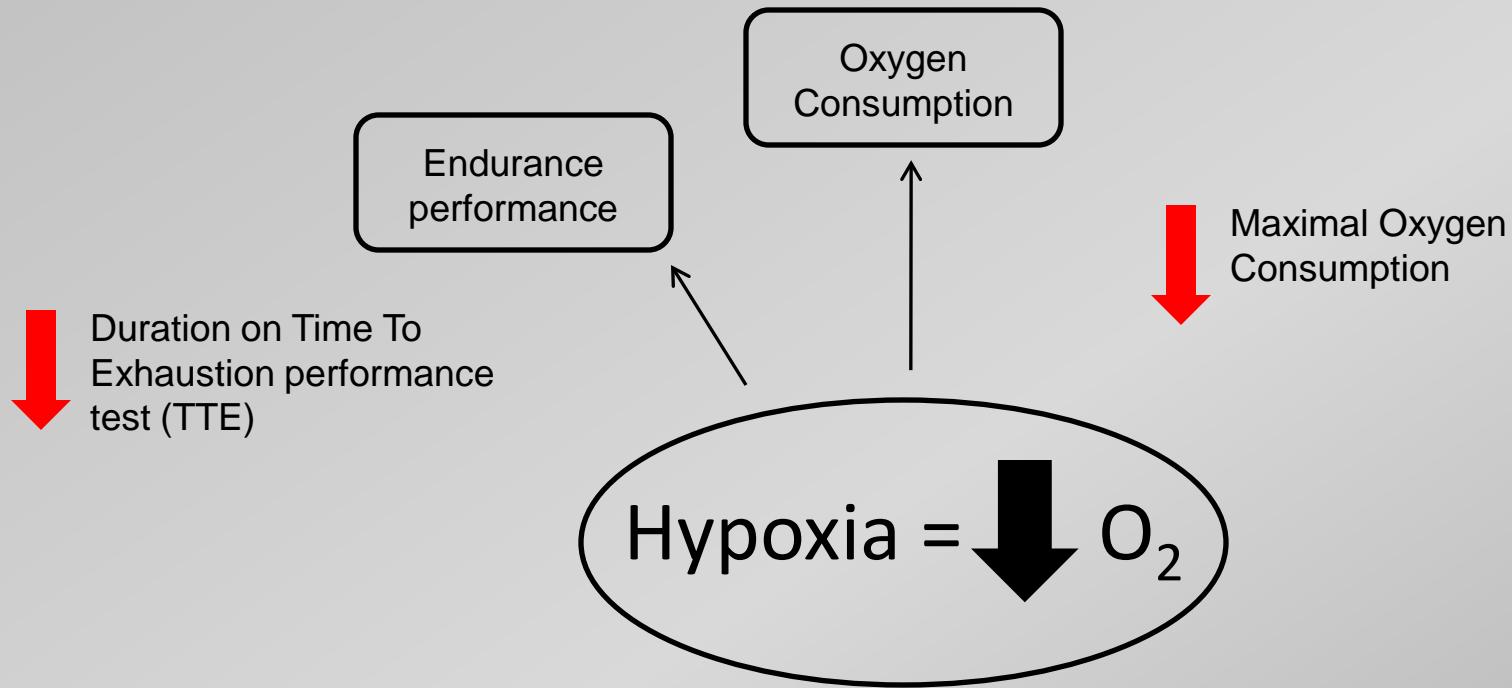 Oxygen
Consumption
Endurance
performance
Maximal Oxygen
Consumption
Duration on Time To
Exhaustion performance
test (TTE)
Hypoxia = O₂